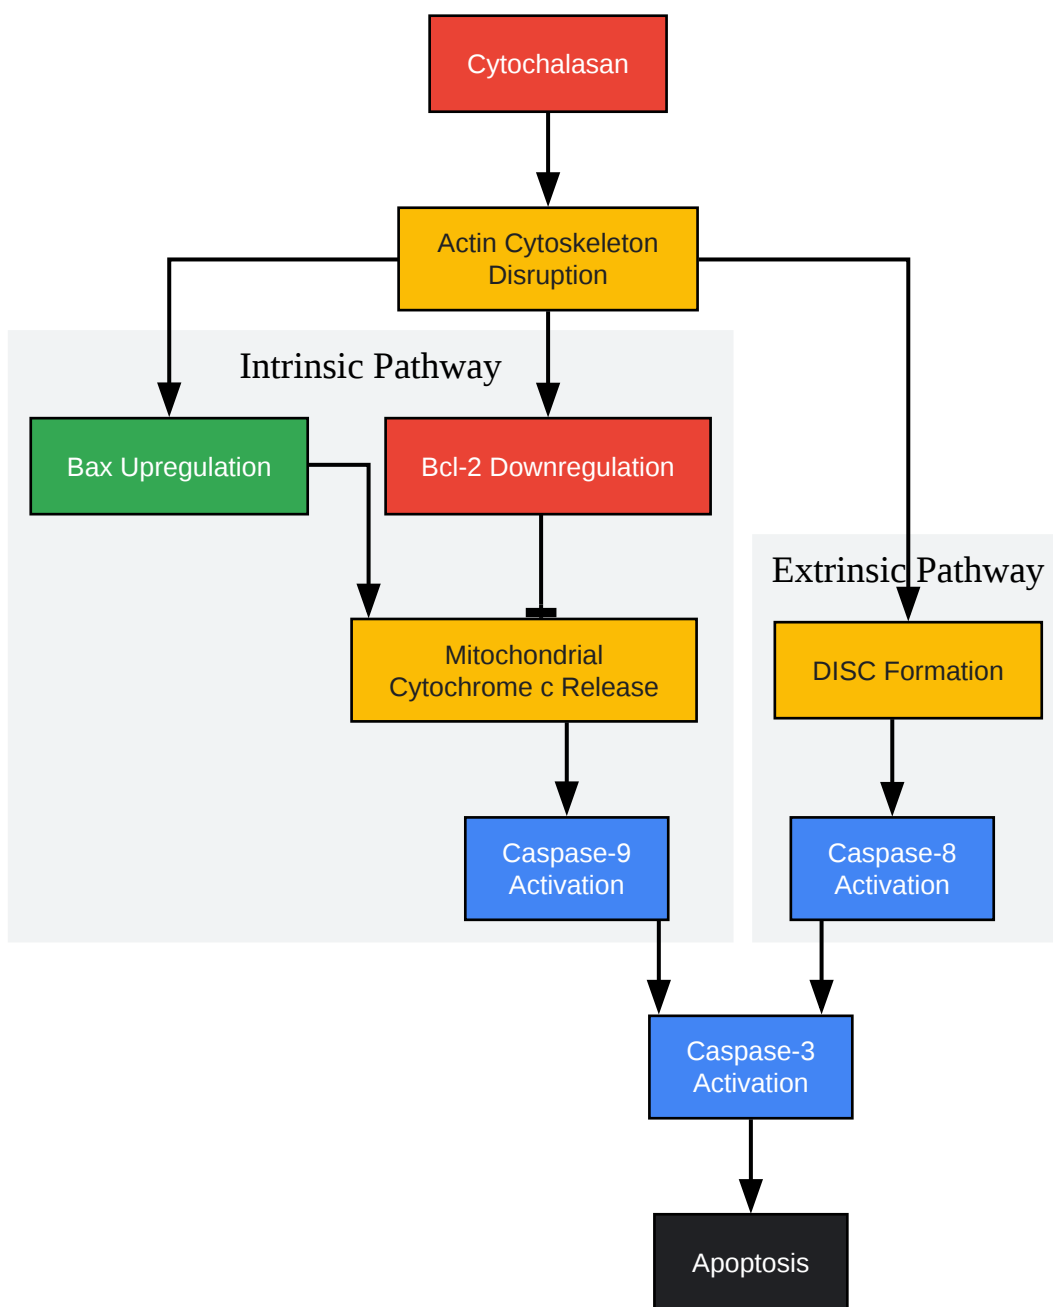 Cytochalasan
Actin Cytoskeleton
Disruption
Intrinsic Pathway
Bax Upregulation
Bcl-2 Downregulation
Extrinsic Pathway
Mitochondrial
Cytochrome c Release
DISC Formation
Caspase-9
Activation
Caspase-8
Activation
Caspase-3
Activation
Apoptosis